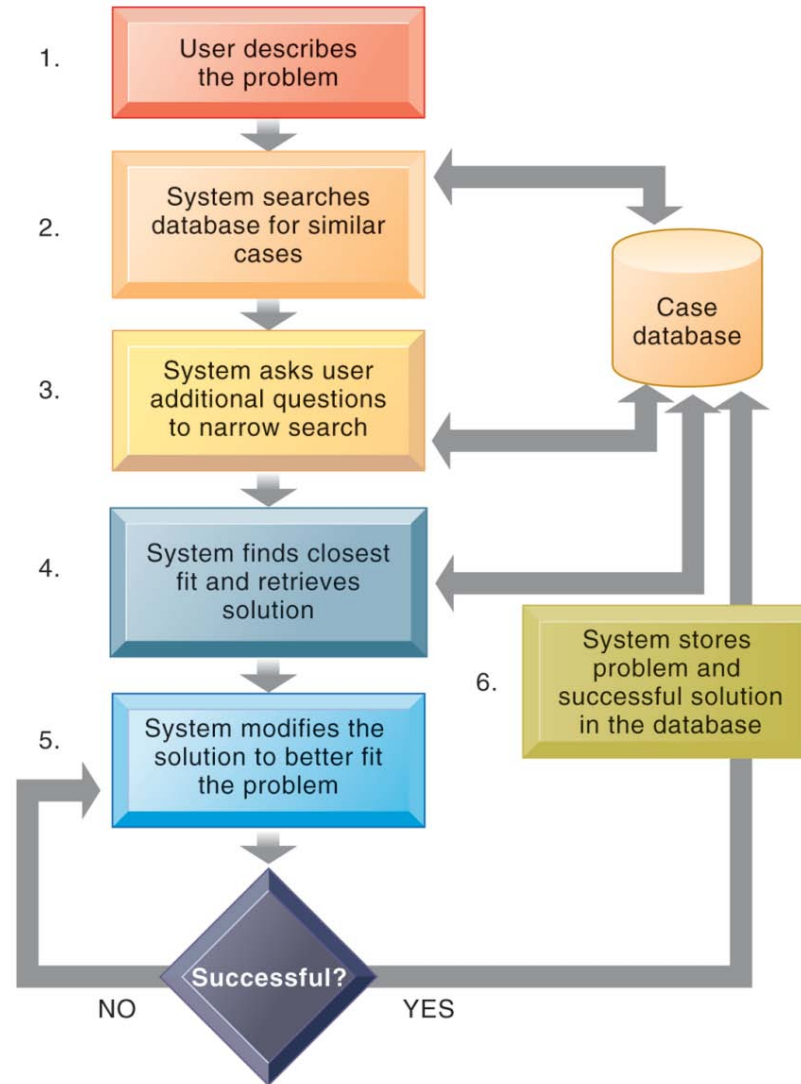 1.
User describes
the problem
2.
System searches
database for similar
cases
Case
database
3.
System asks user
additional questions
to narrow search
4.
System finds closest
fit and retrieves
solution
5.
System modifies the
solution to better fit
the problem
6.
System stores
problem and
successful solution
in the database
Successful?
NO
YES